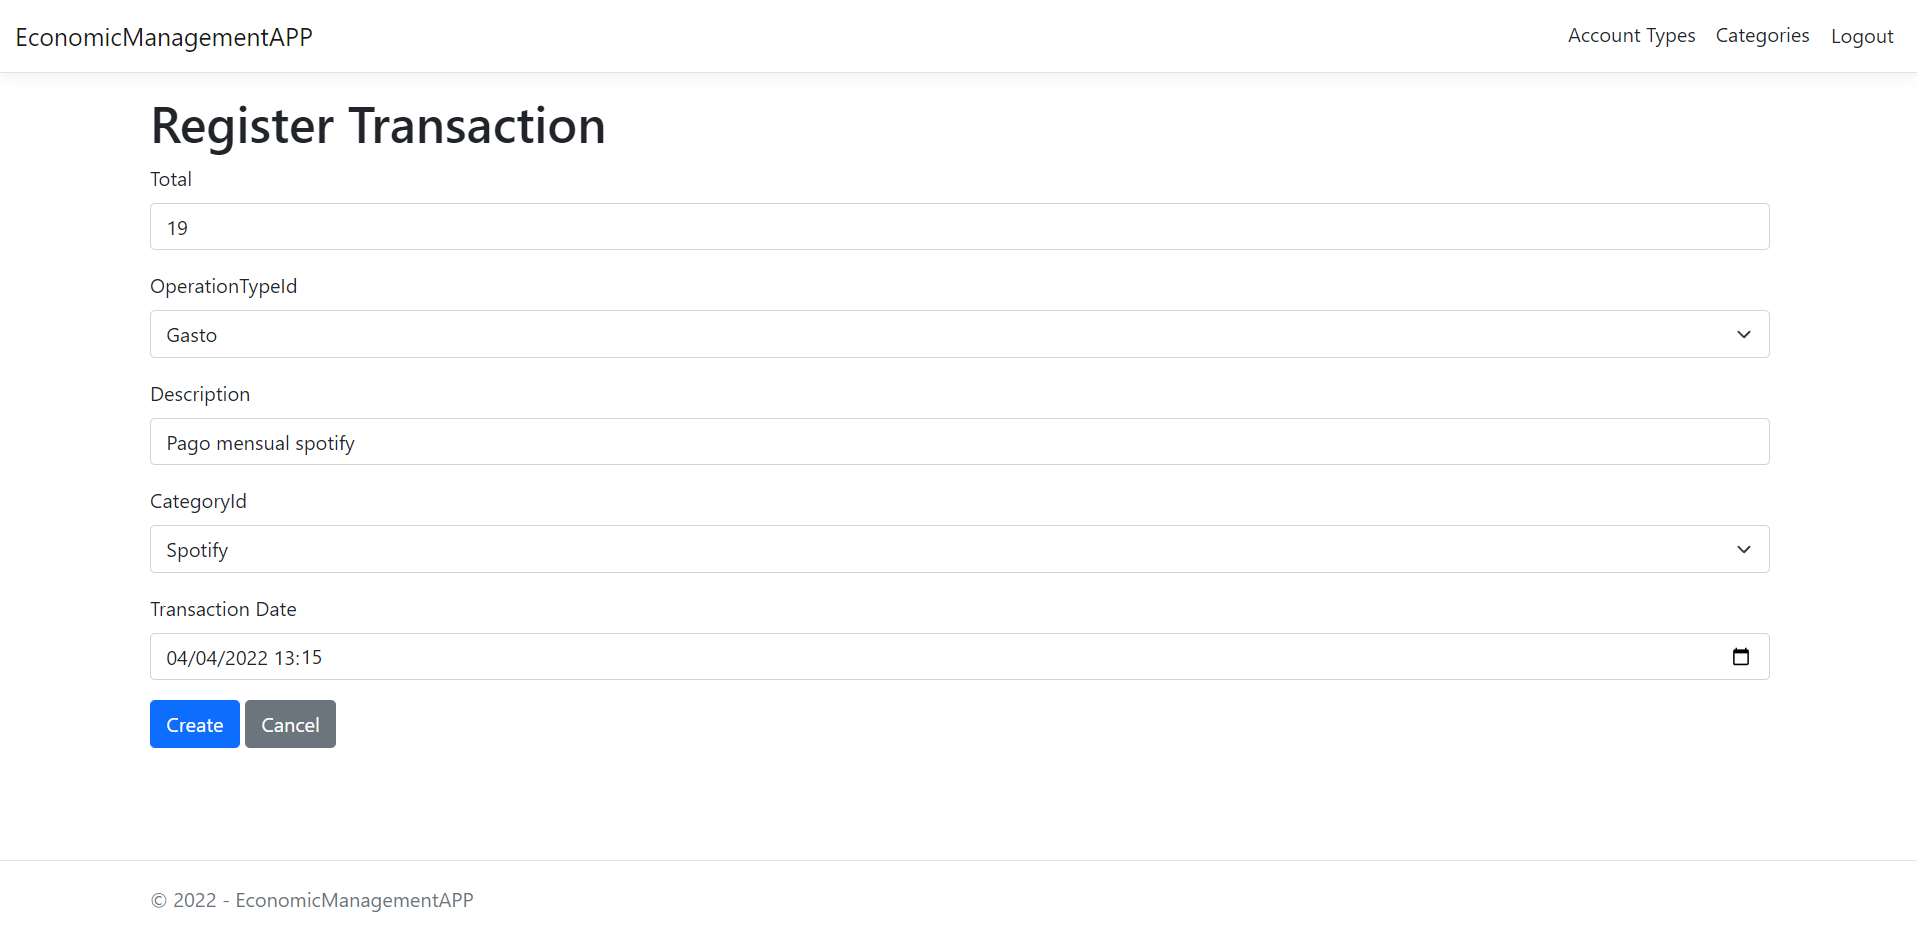 EconomicManagementAPP
Account Types Categories Logout
Register Transaction
Total
19
OperationTypeId
Gasto
Description
Pago mensual spotify
CategoryId
Spotify
Transaction Date
04/04/2022 13:15
Create Cancel
© 2022 - EconomicManagementAPP